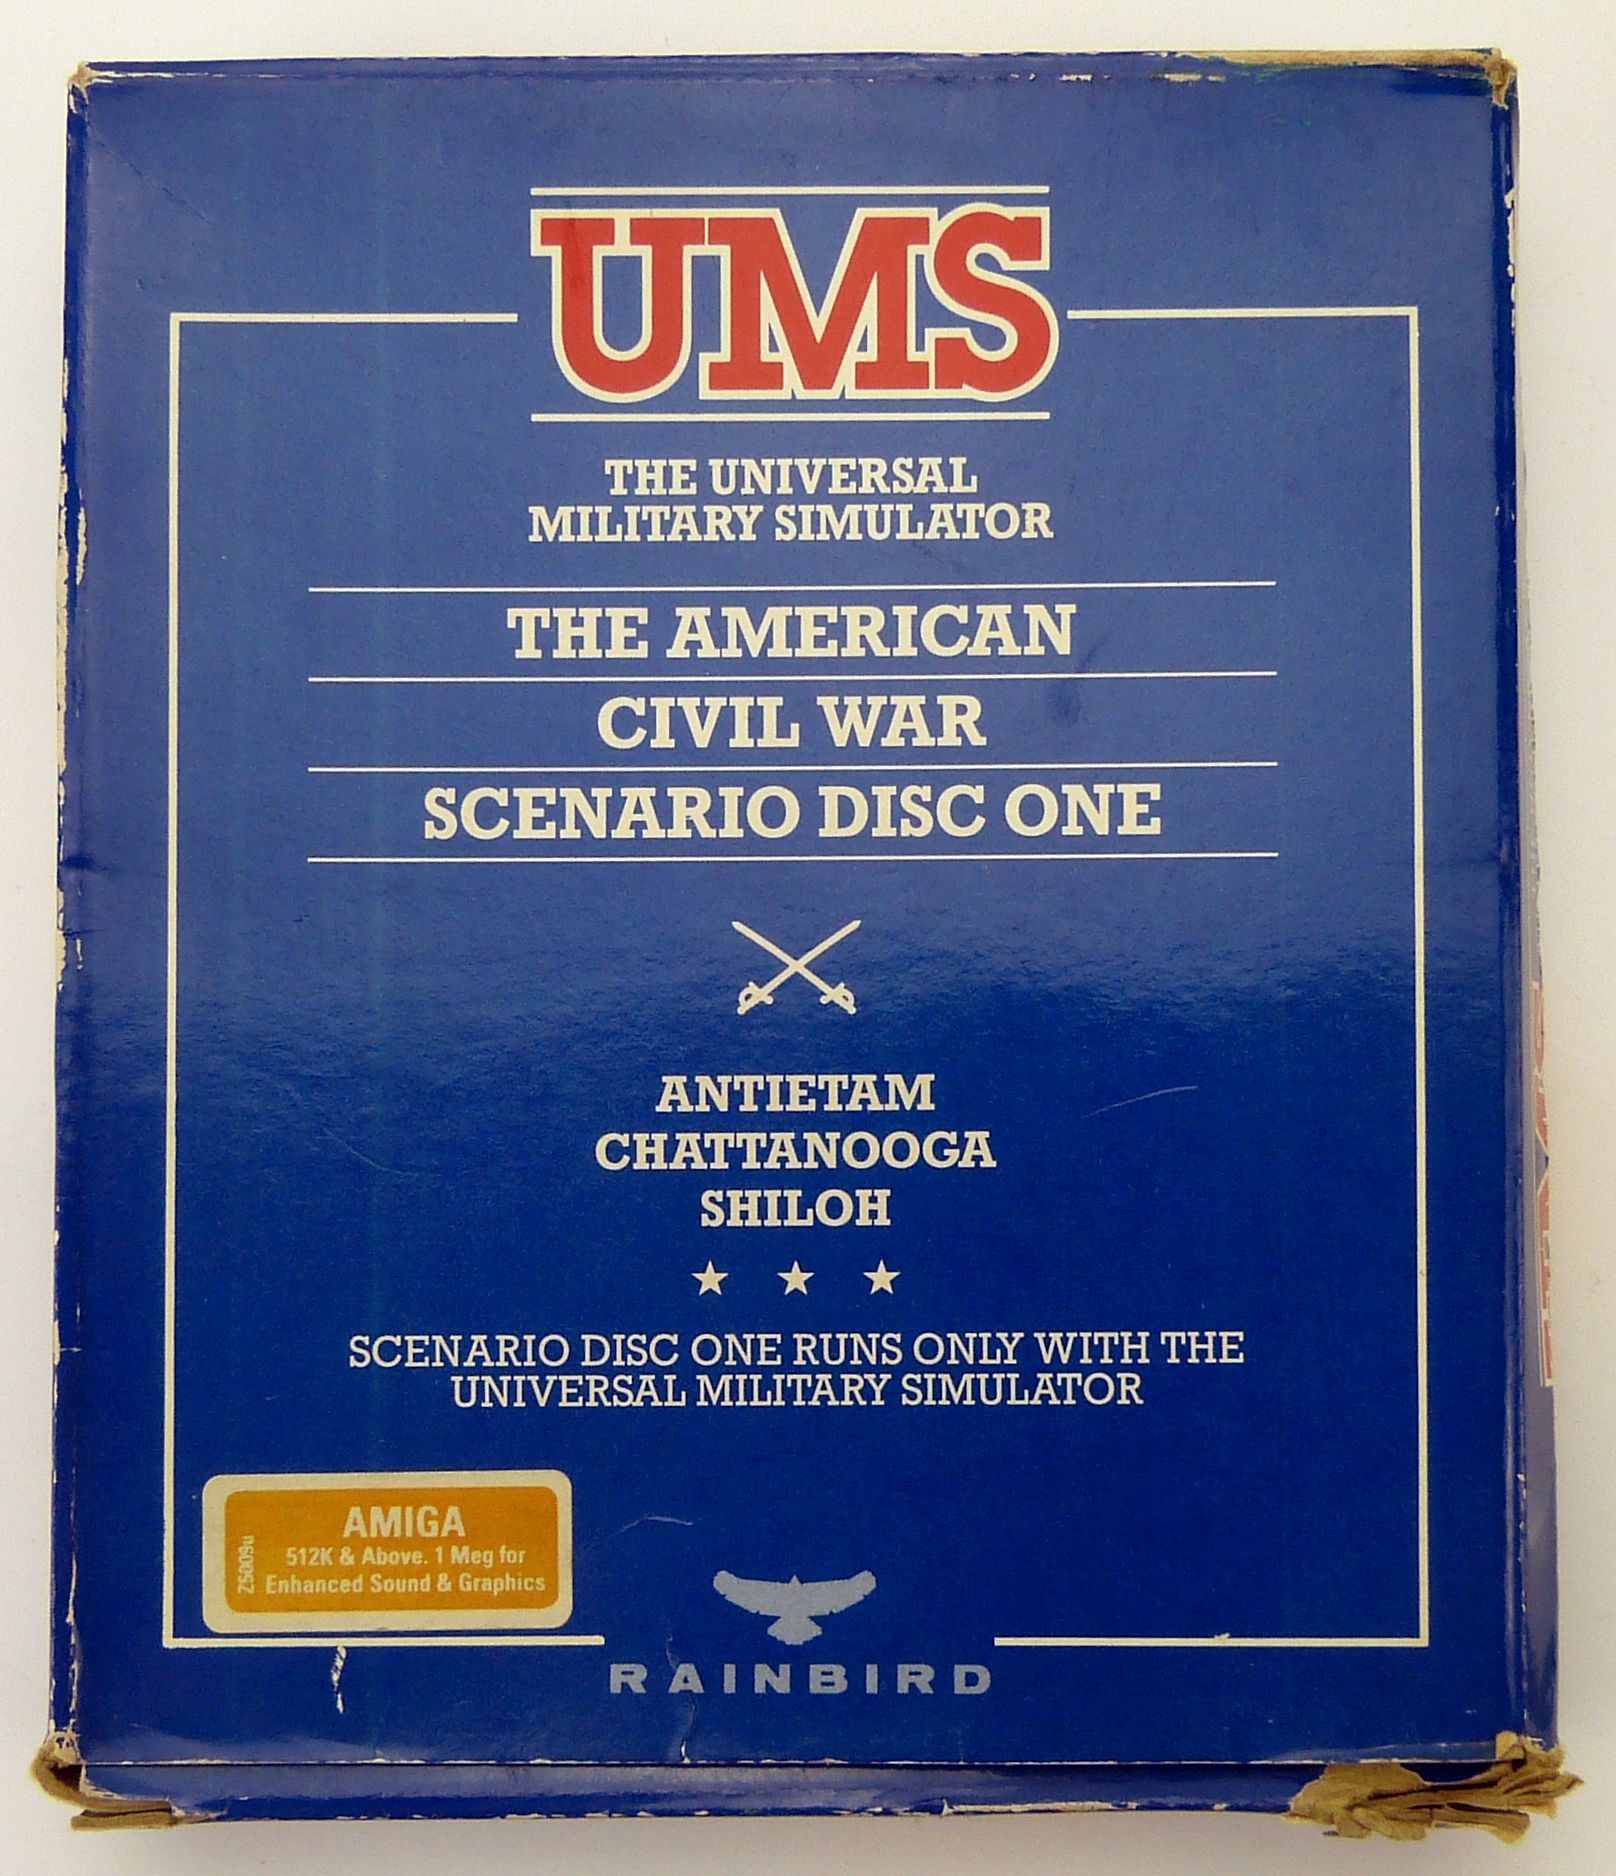 UMS
THE UNIVERSAL
MILITARY SIMULATOR
THE AMERICAN
CIVIL WAR
SCENARIO DISC ONE
ANTIETAM
CHATTANOOGA
SHILOH
SCENARIO DISC ONE RUNS ONLY WITH THE
UNIVERSAL MILITARY SIMULATOR
AMIGA
512K & Above. 1 Meg for
Enhanced Sound & Graphics
RAINBIRD